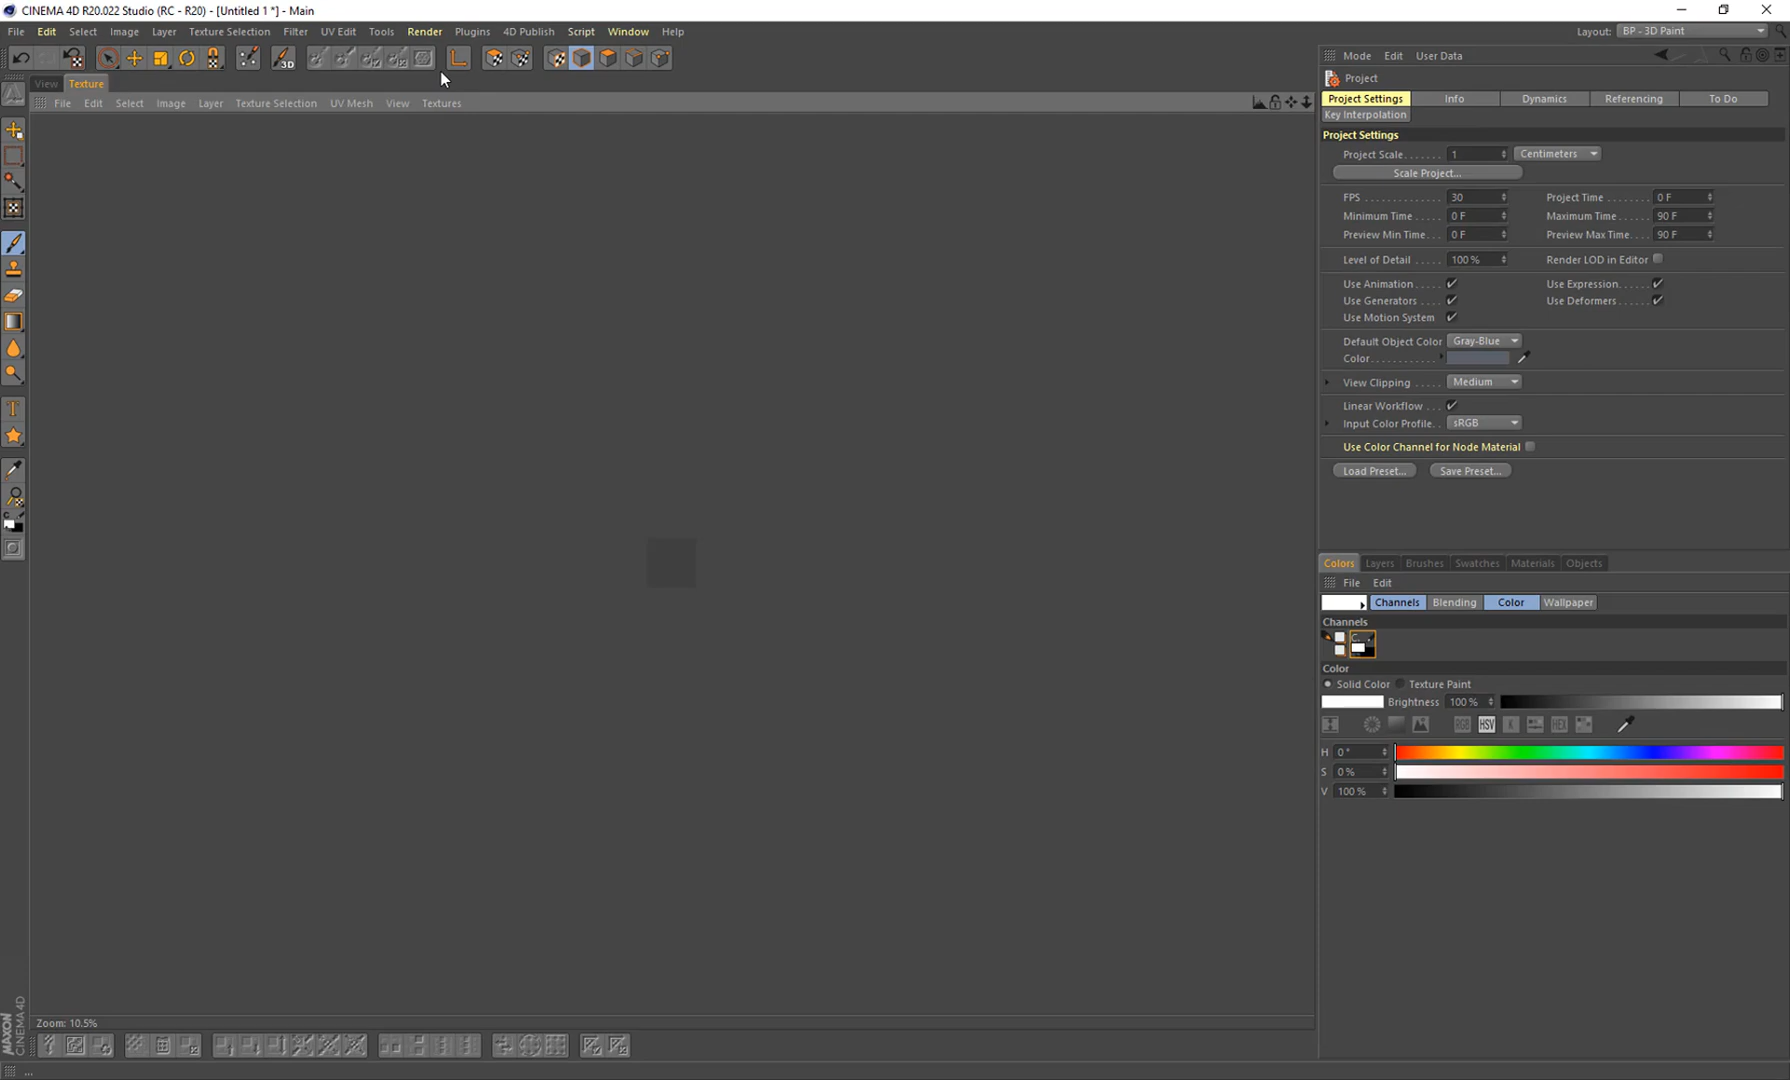 CINEMA 4D R20.022 Studio (RC - R20) - [Untitled 1 *] - Main
File Edit Select Image Layer Texture Selection Filter UV Edit Tools Render Plugins 4D Publish Script Window Help
Layout: BP - 3D Paint
3D
View Texture
File Edit Select Image Layer Texture Selection UV Mesh View Textures
Mode Edit User Data
Project
Project Settings Info Dynamics Referencing To Do
Key Interpolation
Project Settings
Project Scale . . . . . . 1 Centimeters
Scale Project...
FPS . . . . . . . . . . . . . 30 Project Time . . . . . . . 0 F
Minimum Time . . . 0 F Maximum Time . . . . 90 F
Preview Min Time . . . 0 F Preview Max Time. . . . 90 F
Level of Detail . . . . . 100 % Render LOD in Editor
Use Animation . . . . Use Expression. . . . . .
Use Generators . . . . Use Deformers . . . . . .
Use Motion System
Default Object Color Gray-Blue
Color. . . . . . . . . . . .
View Clipping . . . . . Medium
Linear Workflow . . .
Input Color Profile. . sRGB
Use Color Channel for Node Material
Load Preset... Save Preset...
Colors Layers Brushes Swatches Materials Objects
File Edit
Channels Blending Color Wallpaper
Channels
Color
Solid Color Texture Paint
Brightness 100 %
RGB HSV K HEX
H 0 °
S 0 %
V 100 %
Zoom: 10.5%
MAXON
CINEMA 4D
...